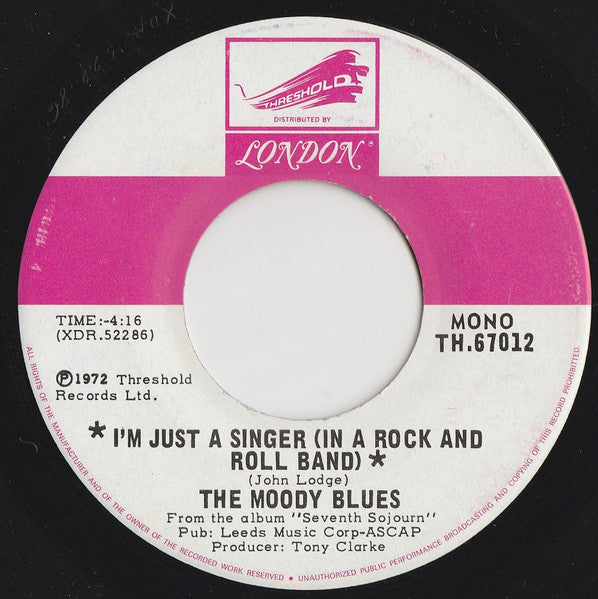 THRESHOLD
DISTRIBUTED BY
LONDON®
TIME:-4:16
(XDR.52286)
MONO
TH.67012
Ⓟ1972 Threshold
Records Ltd.
* I'M JUST A SINGER (IN A ROCK AND
ROLL BAND) *
(John Lodge)
THE MOODY BLUES
From the album "Seventh Sojourn"
Pub: Leeds Music Corp-ASCAP
Producer: Tony Clarke
ALL RIGHTS OF THE MANUFACTURER AND OF THE OWNER OF THE RECORDED WORK RESERVED • UNAUTHORIZED PUBLIC PERFORMANCE BROADCASTING AND COPYING OF THIS RECORD PROHIBITED.